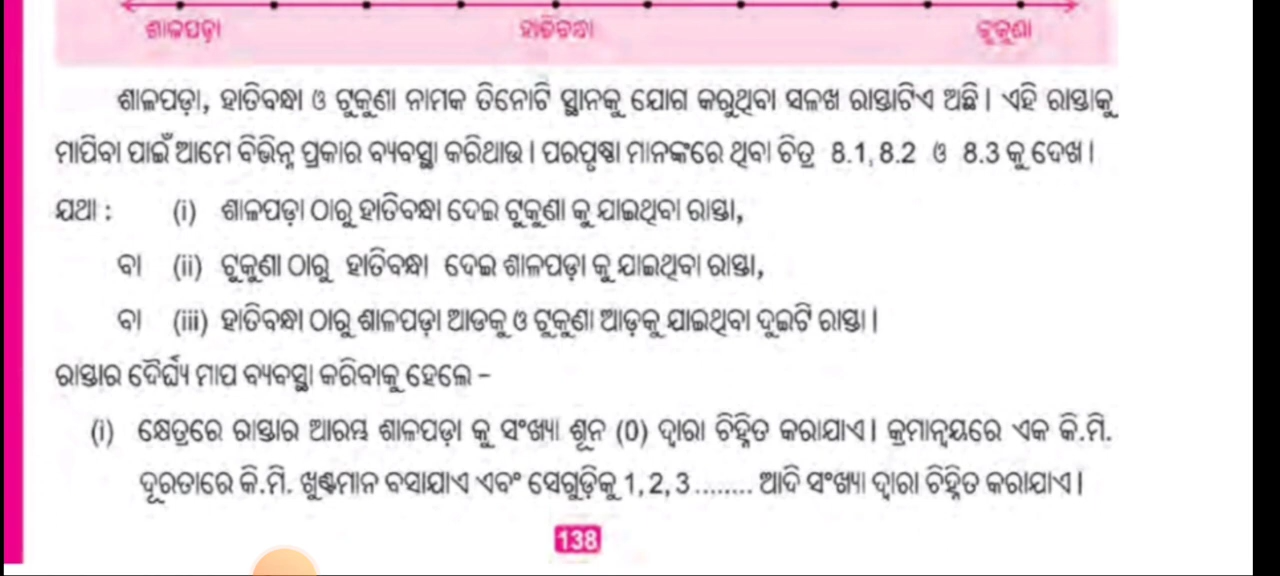 ଶାଳପଡ଼ା ହାତିବନ୍ଧା ଟୁକୁଣା
ଶାଳପଡ଼ା, ହାତିବନ୍ଧା ଓ ଟୁକୁଣା ନାମକ ତିନୋଟି ସ୍ଥାନକୁ ଯୋଗ କରୁଥିବା ସଳଖ ରାସ୍ତାଟିଏ ଅଛି। ଏହି ରାସ୍ତାକୁ
ମାପିବା ପାଇଁ ଆମେ ବିଭିନ୍ନ ପ୍ରକାର ବ୍ୟବସ୍ଥା କରିଥାଉ। ପରପୃଷ୍ଠା ମାନଙ୍କରେ ଥିବା ଚିତ୍ର 8.1, 8.2 ଓ 8.3 କୁ ଦେଖ।
ଯଥା : (i) ଶାଳପଡ଼ା ଠାରୁ ହାତିବନ୍ଧା ଦେଇ ଟୁକୁଣା କୁ ଯାଇଥିବା ରାସ୍ତା,
ବା (ii) ଟୁକୁଣା ଠାରୁ ହାତିବନ୍ଧା ଦେଇ ଶାଳପଡ଼ା କୁ ଯାଇଥିବା ରାସ୍ତା,
ବା (iii) ହାତିବନ୍ଧା ଠାରୁ ଶାଳପଡ଼ା ଆଡକୁ ଓ ଟୁକୁଣା ଆଡ଼କୁ ଯାଇଥିବା ଦୁଇଟି ରାସ୍ତା।
ରାସ୍ତାର ଦୈର୍ଘ୍ୟ ମାପ ବ୍ୟବସ୍ଥା କରିବାକୁ ହେଲେ –
(i) କ୍ଷେତ୍ରରେ ରାସ୍ତାର ଆରମ୍ଭ ଶାଳପଡ଼ା କୁ ସଂଖ୍ୟା ଶୂନ (0) ଦ୍ୱାରା ଚିହ୍ନିତ କରାଯାଏ। କ୍ରମାନ୍ୱୟରେ ଏକ କି.ମି.
ଦୂରତାରେ କି.ମି. ଖୁଣ୍ଟମାନ ବସାଯାଏ ଏବଂ ସେଗୁଡ଼ିକୁ 1, 2, 3 ........ ଆଦି ସଂଖ୍ୟା ଦ୍ୱାରା ଚିହ୍ନିତ କରାଯାଏ।
138